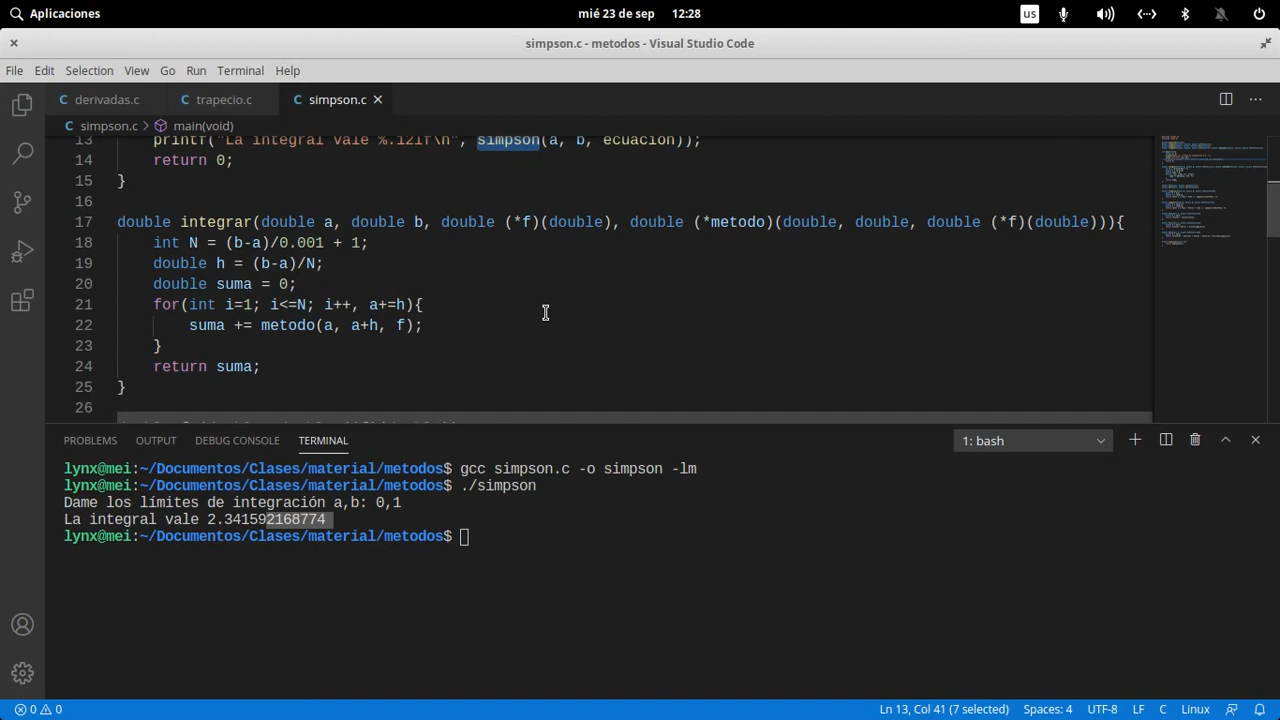 Aplicaciones
mié 23 de sep 12:28
us
simpson.c - metodos - Visual Studio Code
File Edit Selection View Go Run Terminal Help
derivadas.c trapecio.c simpson.c
simpson.c > main(void)
13 printf("La integral vale %.12lf\n", simpson(a, b, ecuacion));
14 return 0;
15 }
16
17 double integrar(double a, double b, double (*f)(double), double (*metodo)(double, double, double (*f)(double))){
18 int N = (b-a)/0.001 + 1;
19 double h = (b-a)/N;
20 double suma = 0;
21 for(int i=1; i<=N; i++, a+=h){
22 suma += metodo(a, a+h, f);
23 }
24 return suma;
25 }
26
PROBLEMS OUTPUT DEBUG CONSOLE TERMINAL
1: bash
lynx@mei:~/Documentos/Clases/material/metodos$ gcc simpson.c -o simpson -lm
lynx@mei:~/Documentos/Clases/material/metodos$ ./simpson
Dame los límites de integración a,b: 0,1
La integral vale 2.341592168774
lynx@mei:~/Documentos/Clases/material/metodos$
0 0
Ln 13, Col 41 (7 selected) Spaces: 4 UTF-8 LF C Linux